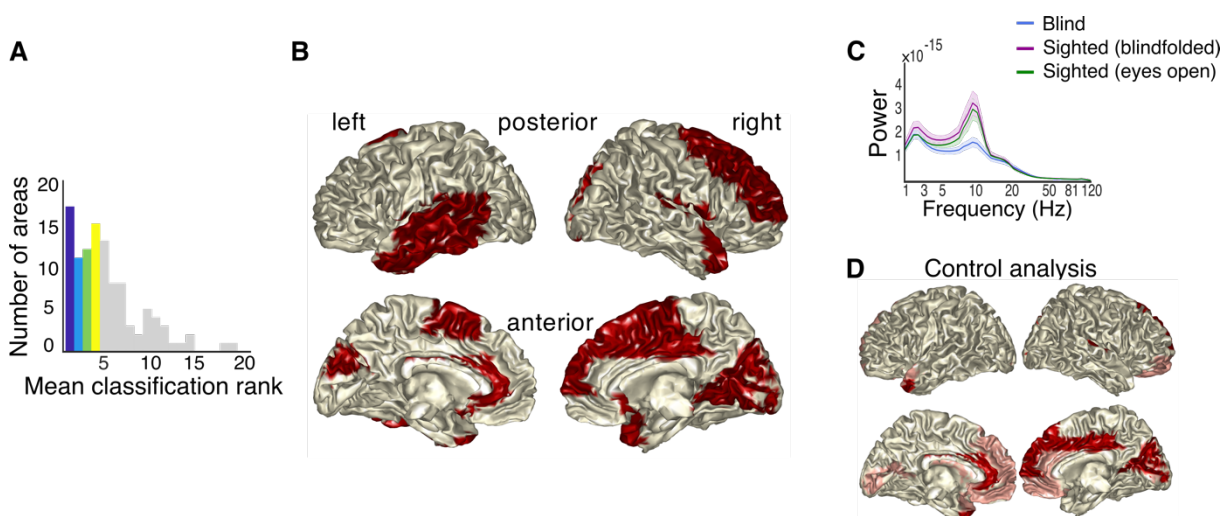 A
Number of areas
20
15
10
5
0
5 10 15 20
Mean classification rank
B
left posterior right
anterior
C
Blind
Sighted (blindfolded)
Sighted (eyes open)
×10⁻¹⁵
Power
4
3
2
1
1 3 5 10 20 50 81 120
Frequency (Hz)
D
Control analysis